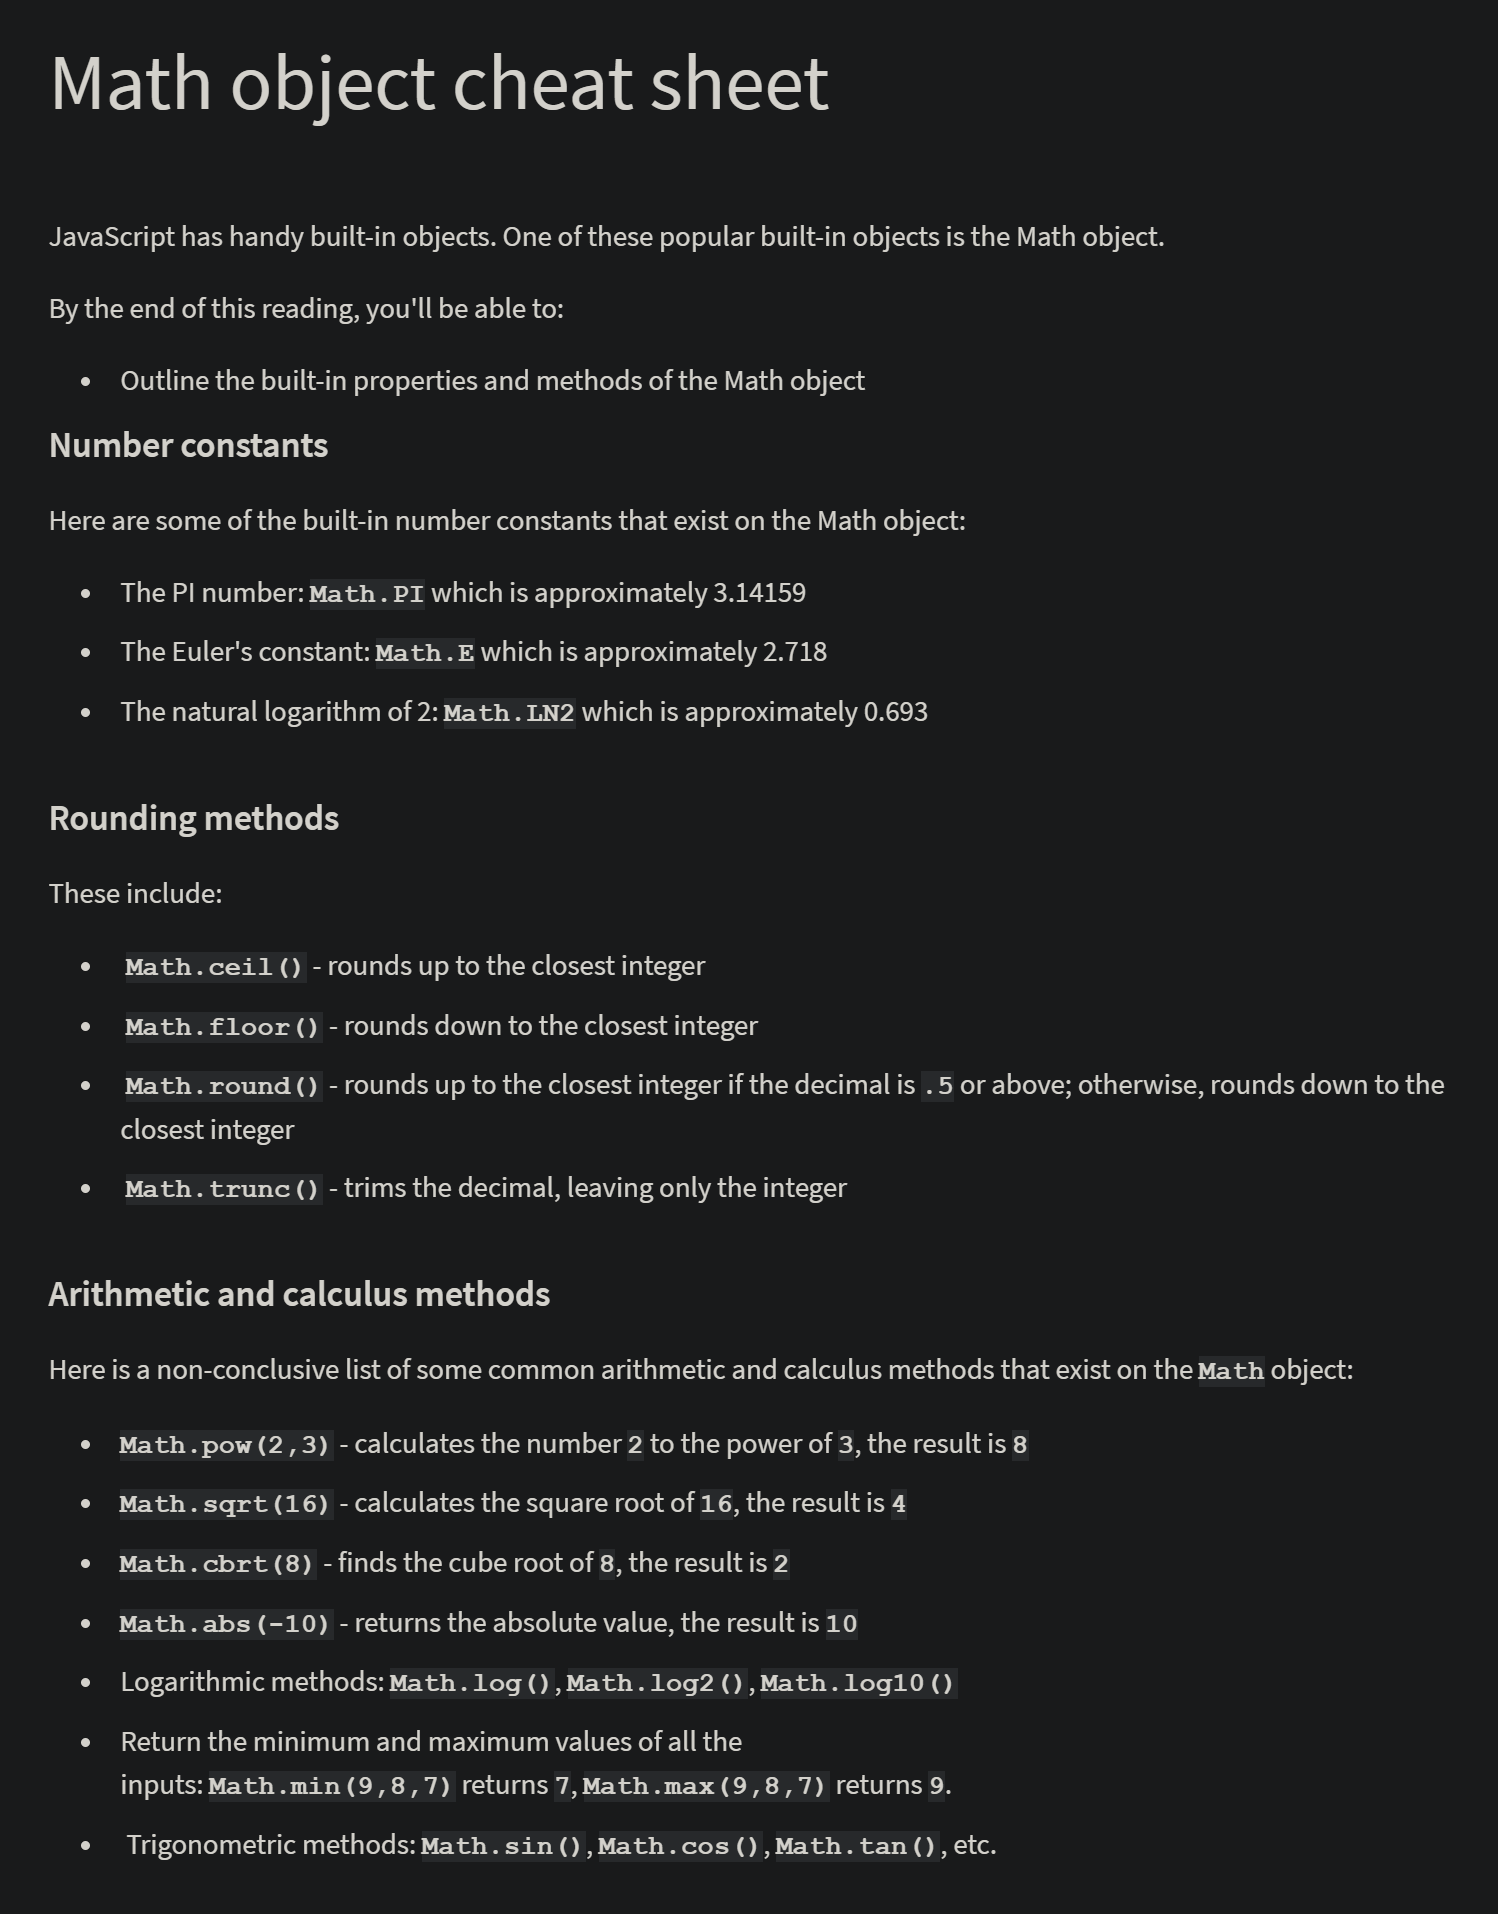 Math object cheat sheet
JavaScript has handy built-in objects. One of these popular built-in objects is the Math object.
By the end of this reading, you'll be able to:
• Outline the built-in properties and methods of the Math object
Number constants
Here are some of the built-in number constants that exist on the Math object:
• The PI number: Math.PI which is approximately 3.14159
• The Euler's constant: Math.E which is approximately 2.718
• The natural logarithm of 2: Math.LN2 which is approximately 0.693
Rounding methods
These include:
• Math.ceil() - rounds up to the closest integer
• Math.floor() - rounds down to the closest integer
• Math.round() - rounds up to the closest integer if the decimal is .5 or above; otherwise, rounds down to the
closest integer
• Math.trunc() - trims the decimal, leaving only the integer
Arithmetic and calculus methods
Here is a non-conclusive list of some common arithmetic and calculus methods that exist on the Math object:
• Math.pow(2,3) - calculates the number 2 to the power of 3, the result is 8
• Math.sqrt(16) - calculates the square root of 16, the result is 4
• Math.cbrt(8) - finds the cube root of 8, the result is 2
• Math.abs(-10) - returns the absolute value, the result is 10
• Logarithmic methods: Math.log(), Math.log2(), Math.log10()
• Return the minimum and maximum values of all the
inputs: Math.min(9,8,7) returns 7, Math.max(9,8,7) returns 9.
• Trigonometric methods: Math.sin(), Math.cos(), Math.tan(), etc.